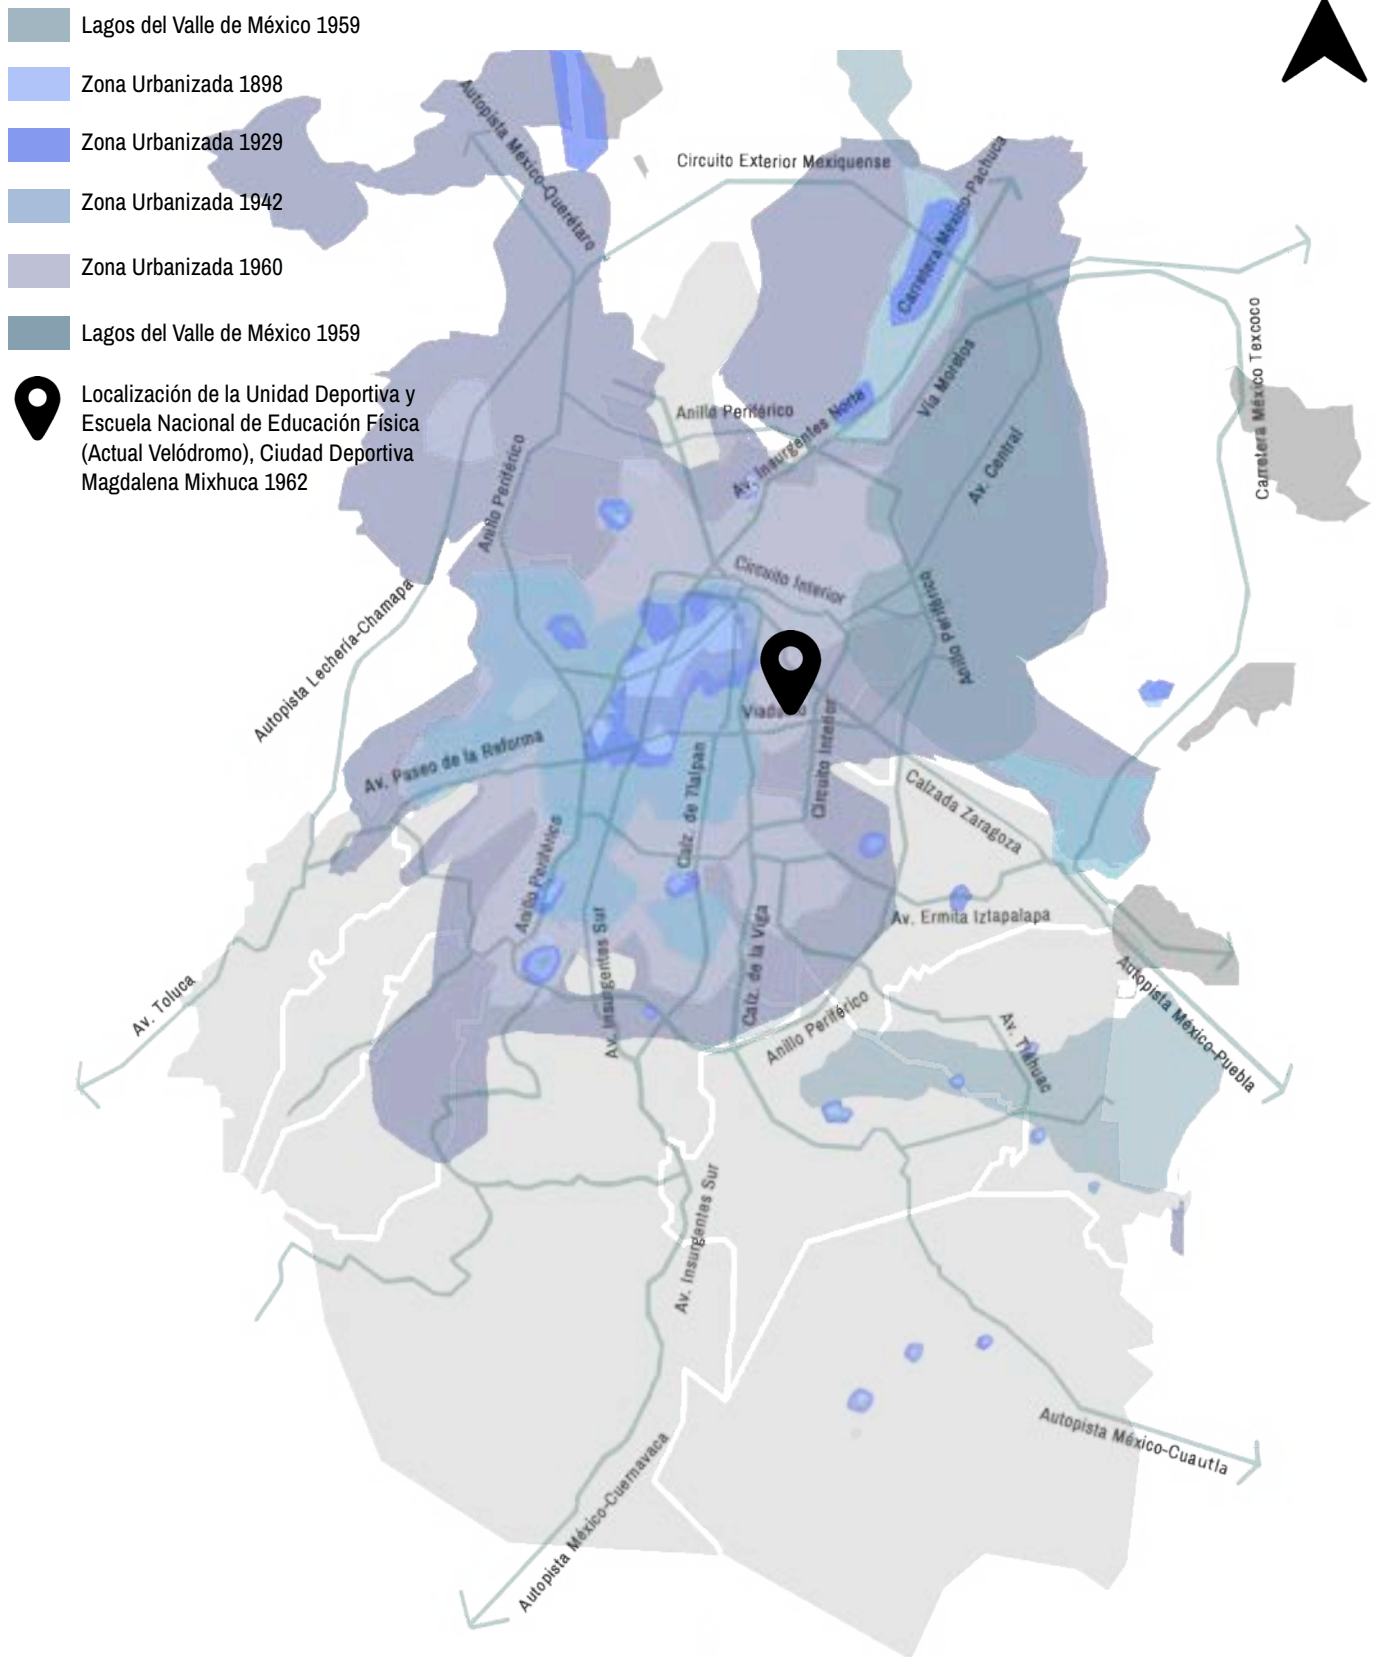 Lagos del Valle de México 1959
Zona Urbanizada 1898
Zona Urbanizada 1929
Zona Urbanizada 1942
Zona Urbanizada 1960
Lagos del Valle de México 1959
Localización de la Unidad Deportiva y
Escuela Nacional de Educación Física
(Actual Velódromo), Ciudad Deportiva
Magdalena Mixhuca 1962
Autopista México-Querétaro
Circuito Exterior Mexiquense
Carretera México-Pachuca
Carretera México Texcoco
Vía Morelos
Anillo Periférico
Av. Insurgentes Norte
Av. Central
Anillo Periférico
Circuito Interior
Anillo Periférico
Autopista Lechería-Chamapa
Circuito Interior
Av. Paseo de la Reforma
Calz. de Tlalpan
Calzada Zaragoza
Anillo Periférico
Av. Ermita Iztapalapa
Av. Insurgentes Sur
Calz. de la Viga
Av. Toluca
Anillo Periférico
Av. Tláhuac
Autopista México-Puebla
Av. Insurgentes Sur
Autopista México-Cuautla
Autopista México-Cuernavaca